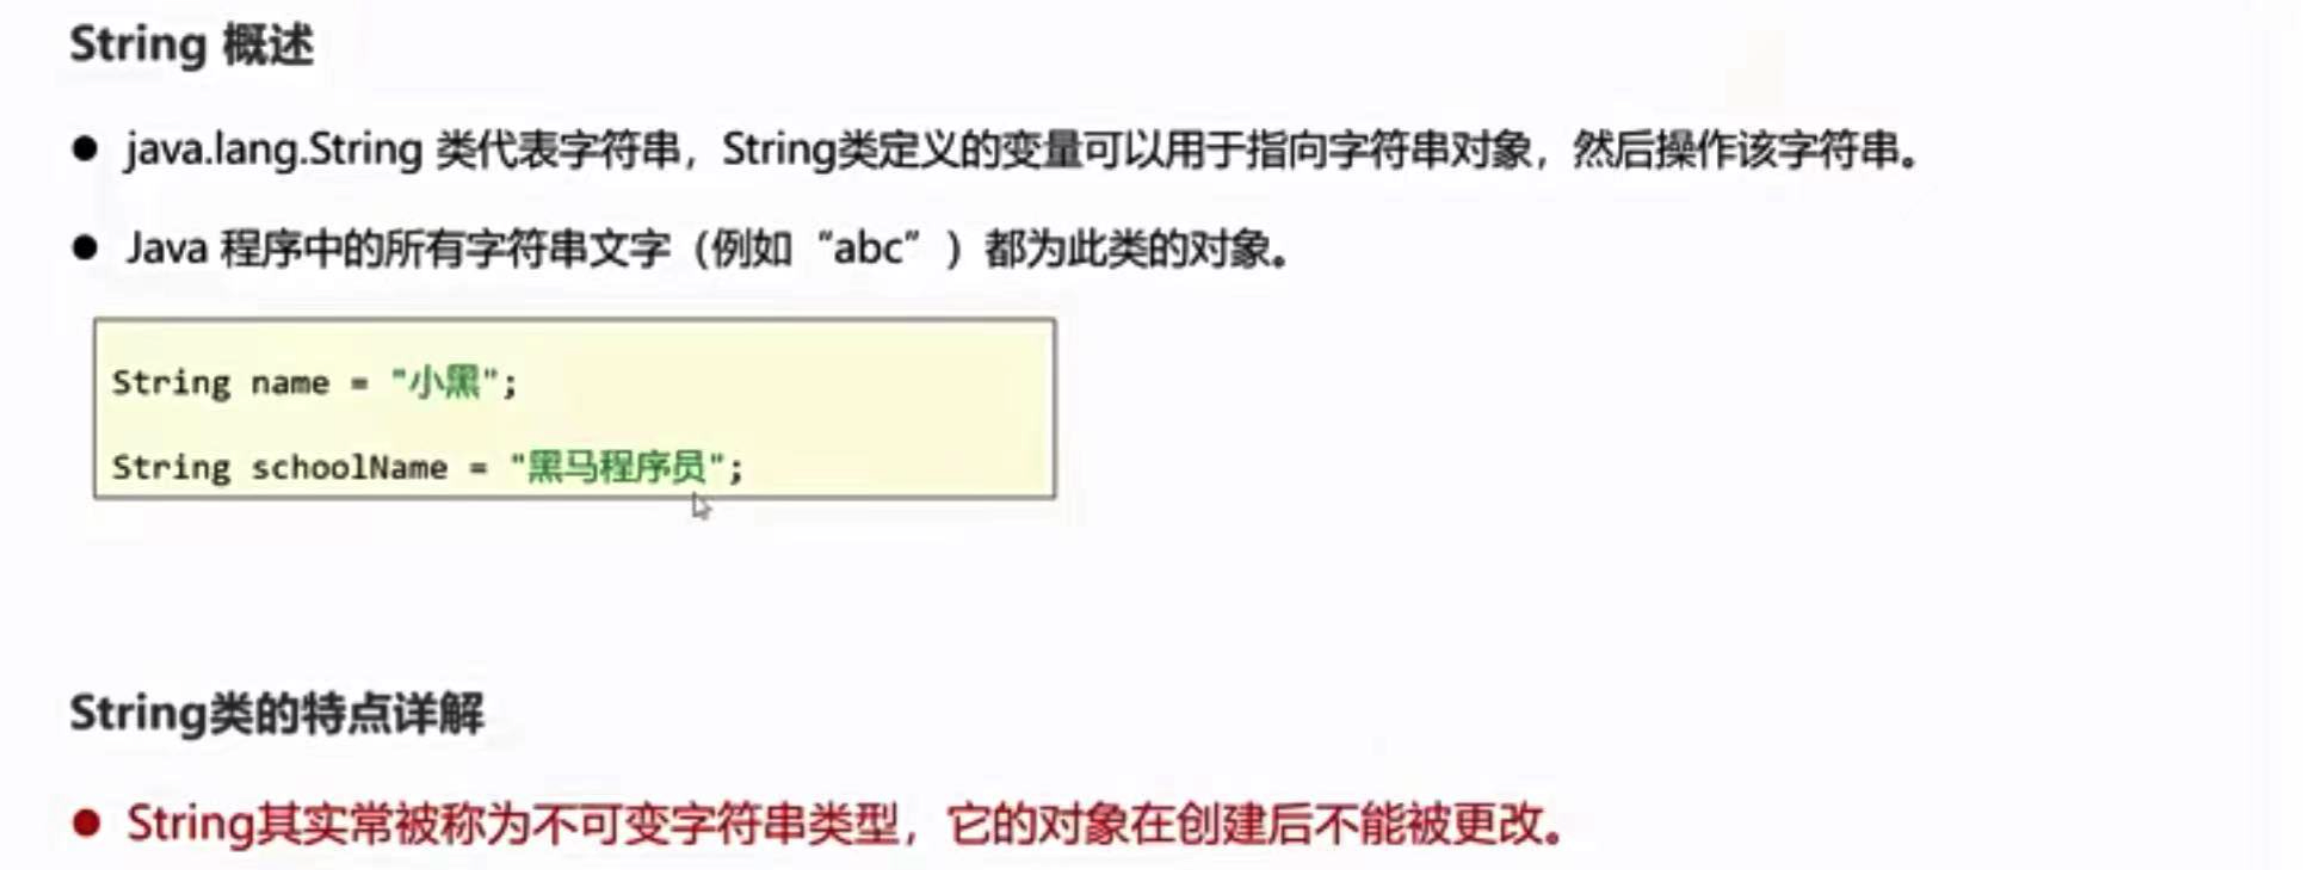 String 概述
● java.lang.String 类代表字符串，String类定义的变量可以用于指向字符串对象，然后操作该字符串。
● Java 程序中的所有字符串文字（例如“abc”）都为此类的对象。
String name = "小黑";
String schoolName = "黑马程序员";
String类的特点详解
● String其实常被称为不可变字符串类型，它的对象在创建后不能被更改。